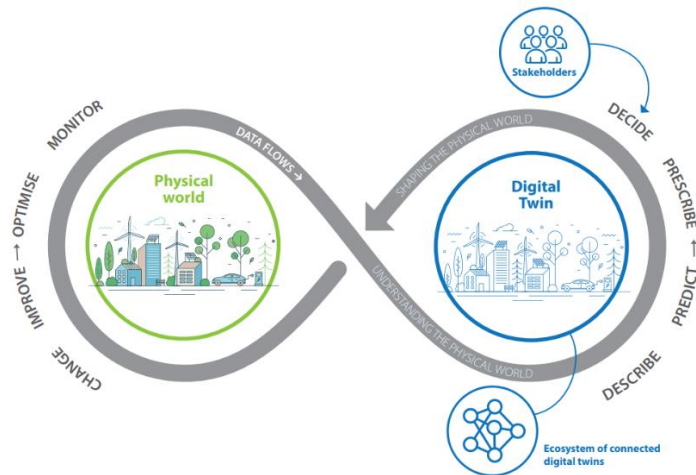 Stakeholders
MONITOR
OPTIMISE
→
IMPROVE
CHANGE
Physical
world
DATA FLOWS →
SHAPING THE PHYSICAL WORLD
UNDERSTANDING THE PHYSICAL WORLD
Digital
Twin
DECIDE
PRESCRIBE
—
PREDICT
DESCRIBE
Ecosystem of connected
digital twins